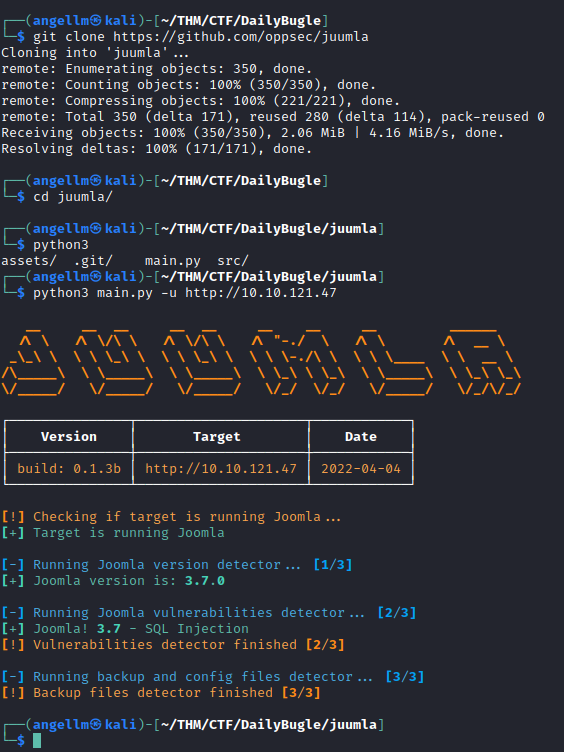 (angellm㉿kali)-[~/THM/CTF/DailyBugle]
$ git clone https://github.com/oppsec/juumla
Cloning into 'juumla'...
remote: Enumerating objects: 350, done.
remote: Counting objects: 100% (350/350), done.
remote: Compressing objects: 100% (221/221), done.
remote: Total 350 (delta 171), reused 280 (delta 114), pack-reused 0
Receiving objects: 100% (350/350), 2.06 MiB | 4.16 MiB/s, done.
Resolving deltas: 100% (171/171), done.
(angellm㉿kali)-[~/THM/CTF/DailyBugle]
$ cd juumla/
(angellm㉿kali)-[~/THM/CTF/DailyBugle/juumla]
$ python3
assets/  .git/    main.py  src/
(angellm㉿kali)-[~/THM/CTF/DailyBugle/juumla]
$ python3 main.py -u http://10.10.121.47
JUUMLA
Version Target Date
build: 0.1.3b http://10.10.121.47 2022-04-04
[!] Checking if target is running Joomla...
[+] Target is running Joomla
[-] Running Joomla version detector... [1/3]
[+] Joomla version is: 3.7.0
[-] Running Joomla vulnerabilities detector... [2/3]
[+] Joomla! 3.7 - SQL Injection
[!] Vulnerabilities detector finished [2/3]
[-] Running backup and config files detector... [3/3]
[!] Backup files detector finished [3/3]
(angellm㉿kali)-[~/THM/CTF/DailyBugle/juumla]
$